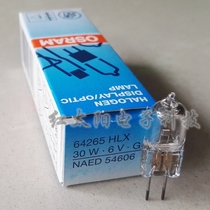 OSRAM
HALOGEN
DISPLAY/OPTIC
LAMP
64265 HLX
30 W · 6 V · G
NAED 54606